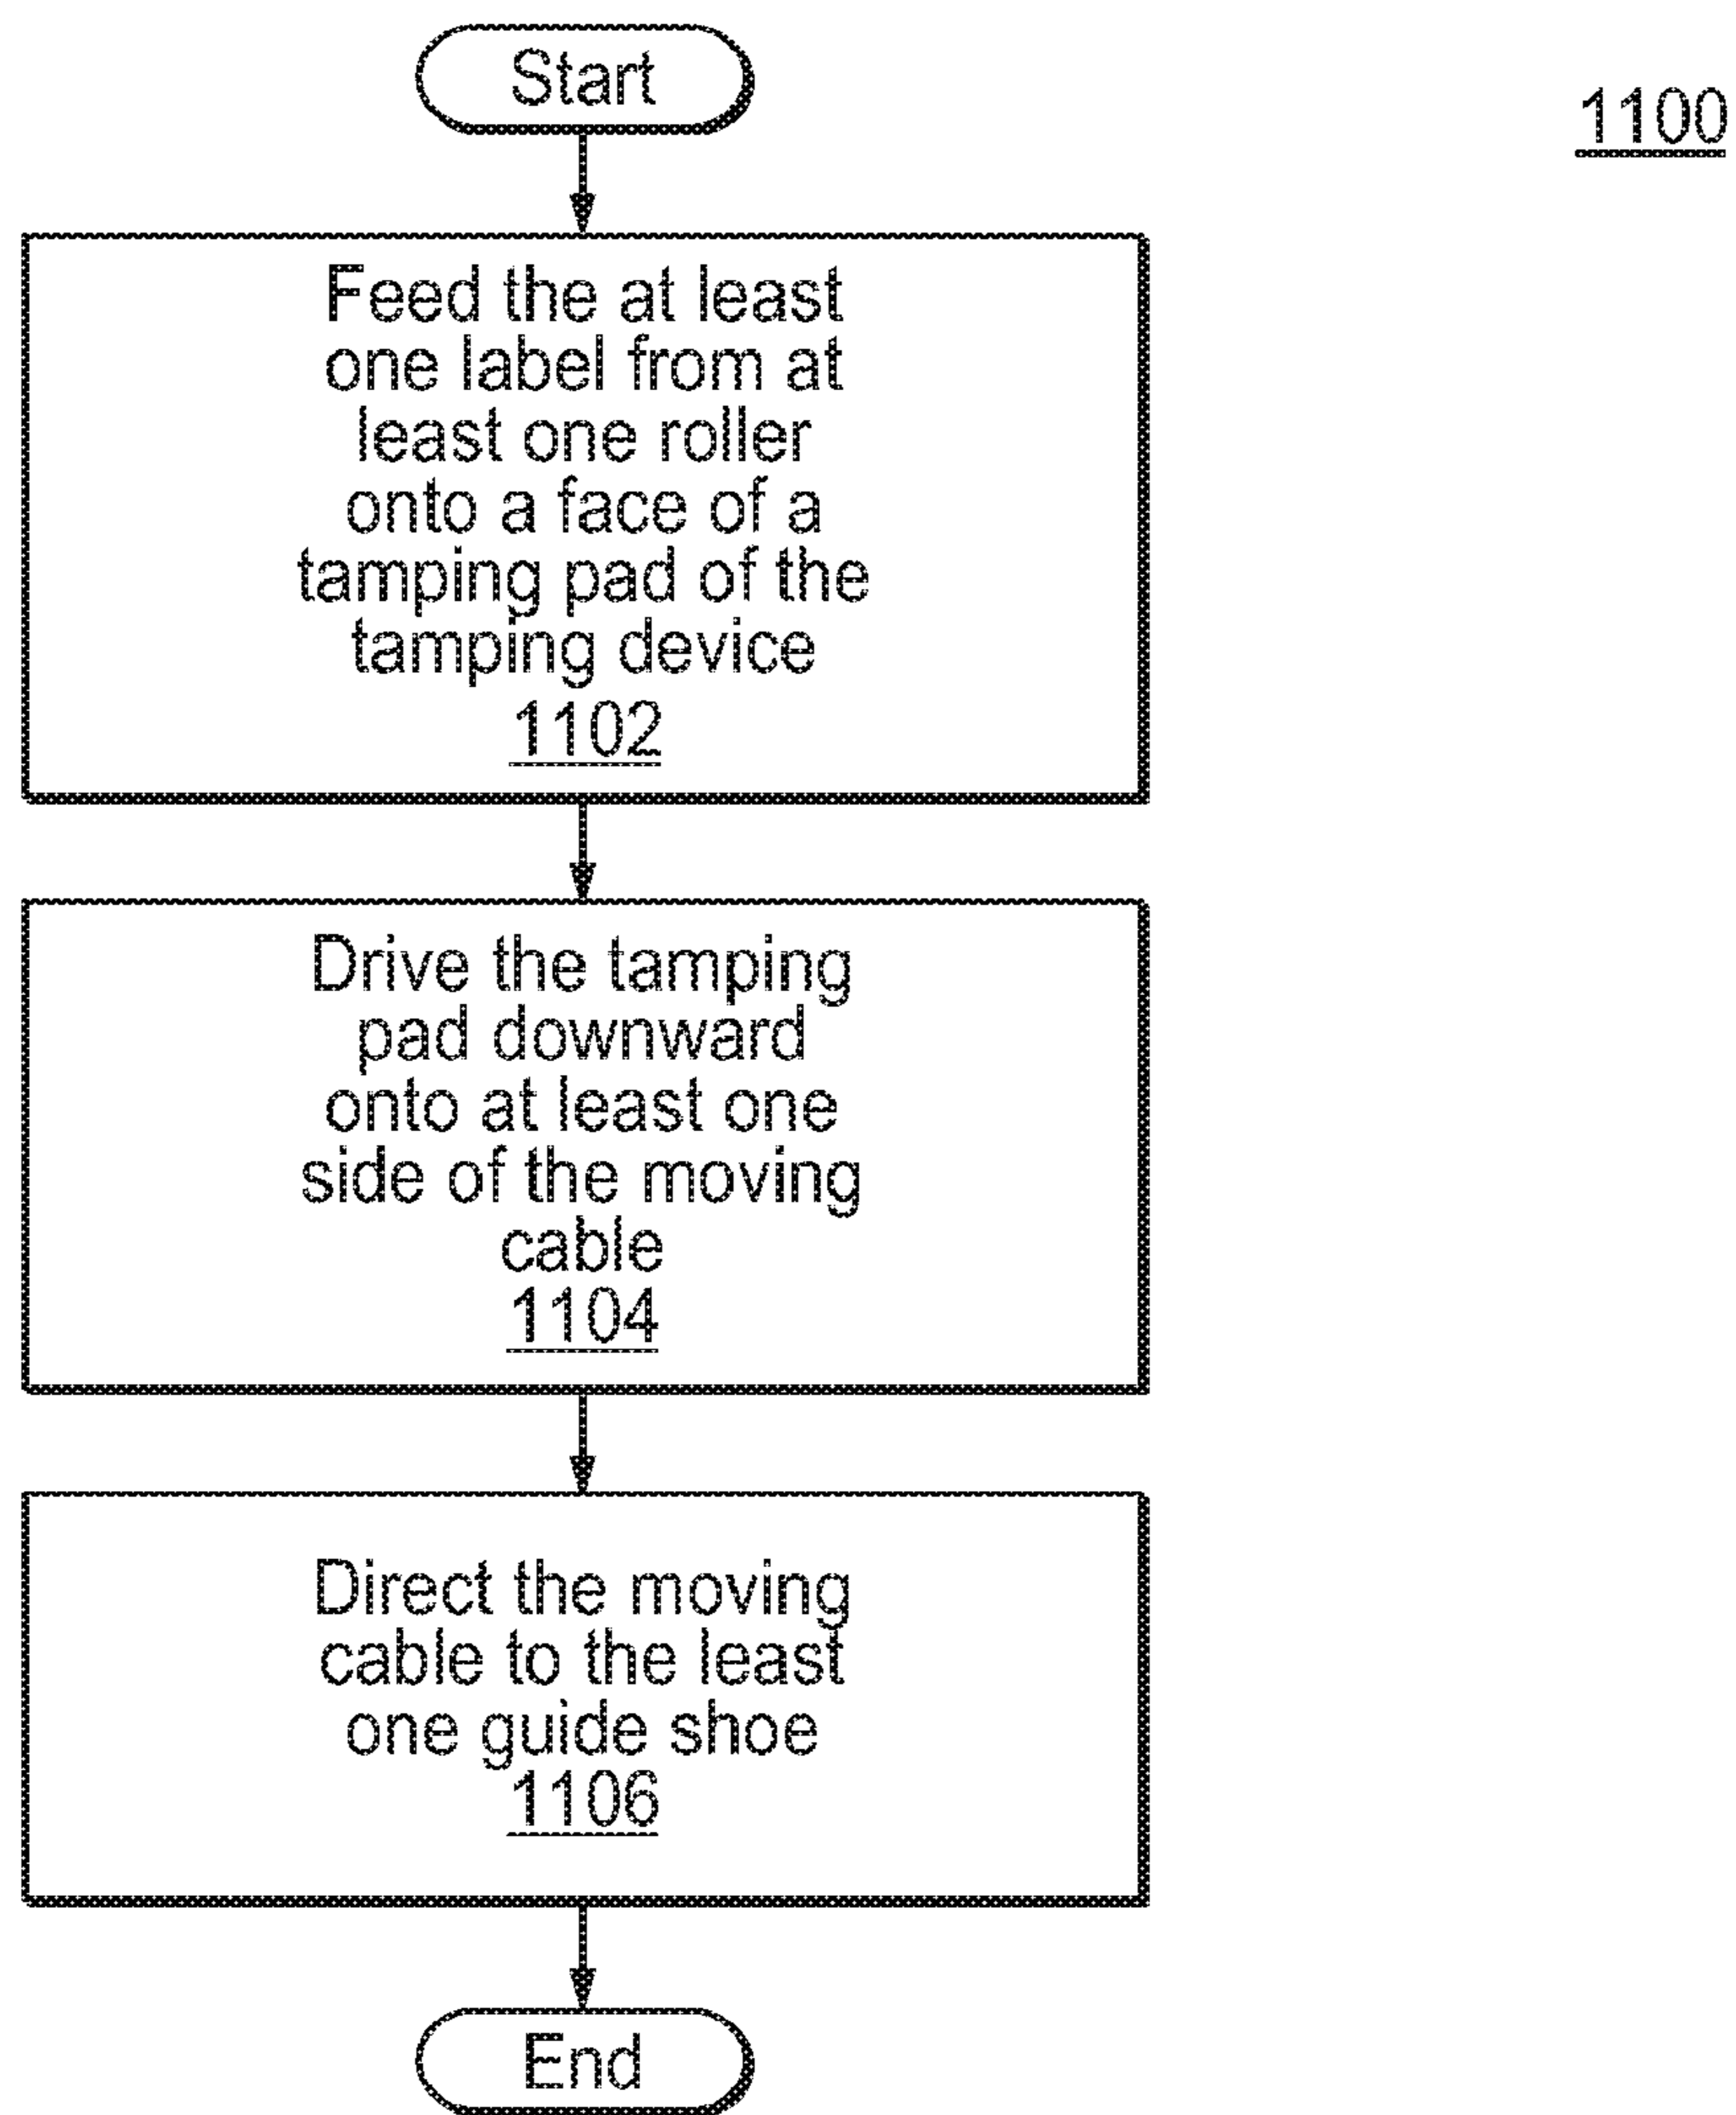 Start
1100
Feed the at least
one label from at
least one roller
onto a face of a
tamping pad of the
tamping device
1102
Drive the tamping
pad downward
onto at least one
side of the moving
cable
1104
Direct the moving
cable to the least
one guide shoe
1106
End